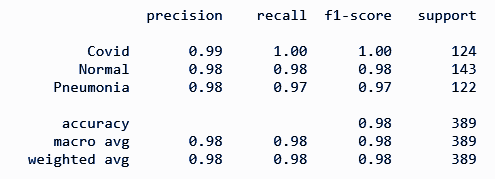 precision recall f1-score support
Covid 0.99 1.00 1.00 124
Normal 0.98 0.98 0.98 143
Pneumonia 0.98 0.97 0.97 122
accuracy 0.98 389
macro avg 0.98 0.98 0.98 389
weighted avg 0.98 0.98 0.98 389